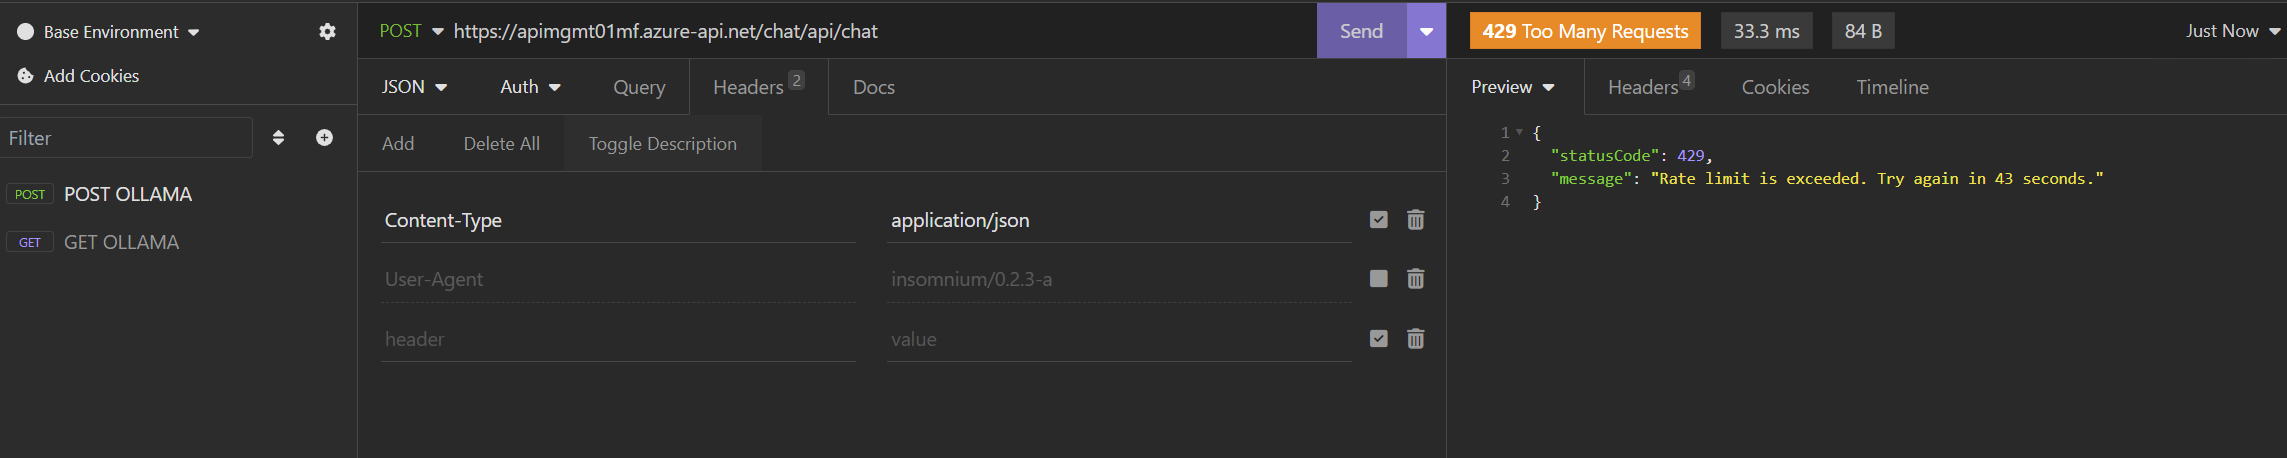 Base Environment
Add Cookies
Filter
POST POST OLLAMA
GET GET OLLAMA
POST https://apimgmt01mf.azure-api.net/chat/api/chat Send
JSON Auth Query Headers 2 Docs
Add Delete All Toggle Description
Content-Type application/json
User-Agent insomnium/0.2.3-a
header value
429 Too Many Requests 33.3 ms 84 B Just Now
Preview Headers 4 Cookies Timeline
1 {
2 "statusCode": 429,
3 "message": "Rate limit is exceeded. Try again in 43 seconds."
4 }